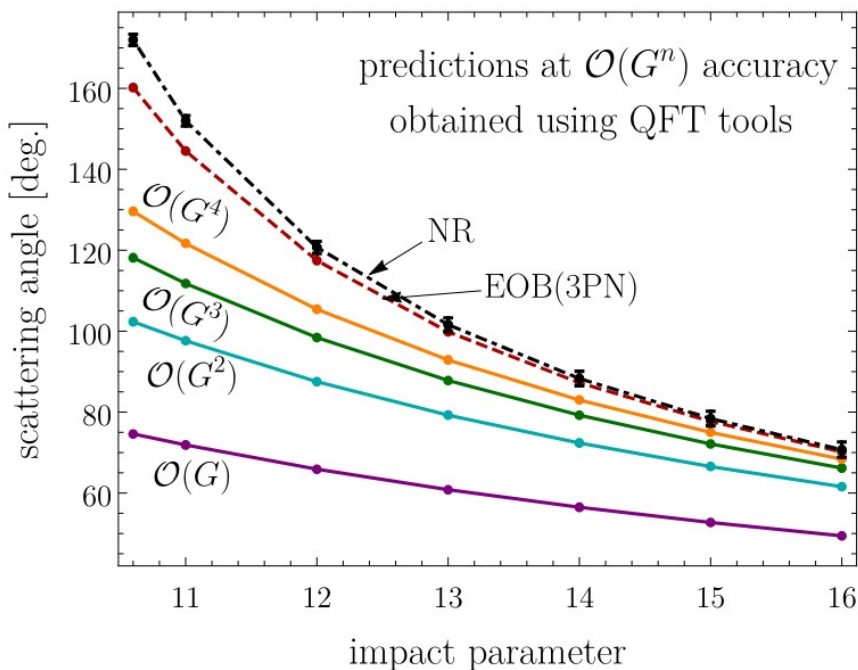 predictions at 𝒪(Gⁿ) accuracy
obtained using QFT tools
160
140
120
100
80
60
scattering angle [deg.]
𝒪(G⁴)
NR
EOB(3PN)
𝒪(G³)
𝒪(G²)
𝒪(G)
11 12 13 14 15 16
impact parameter